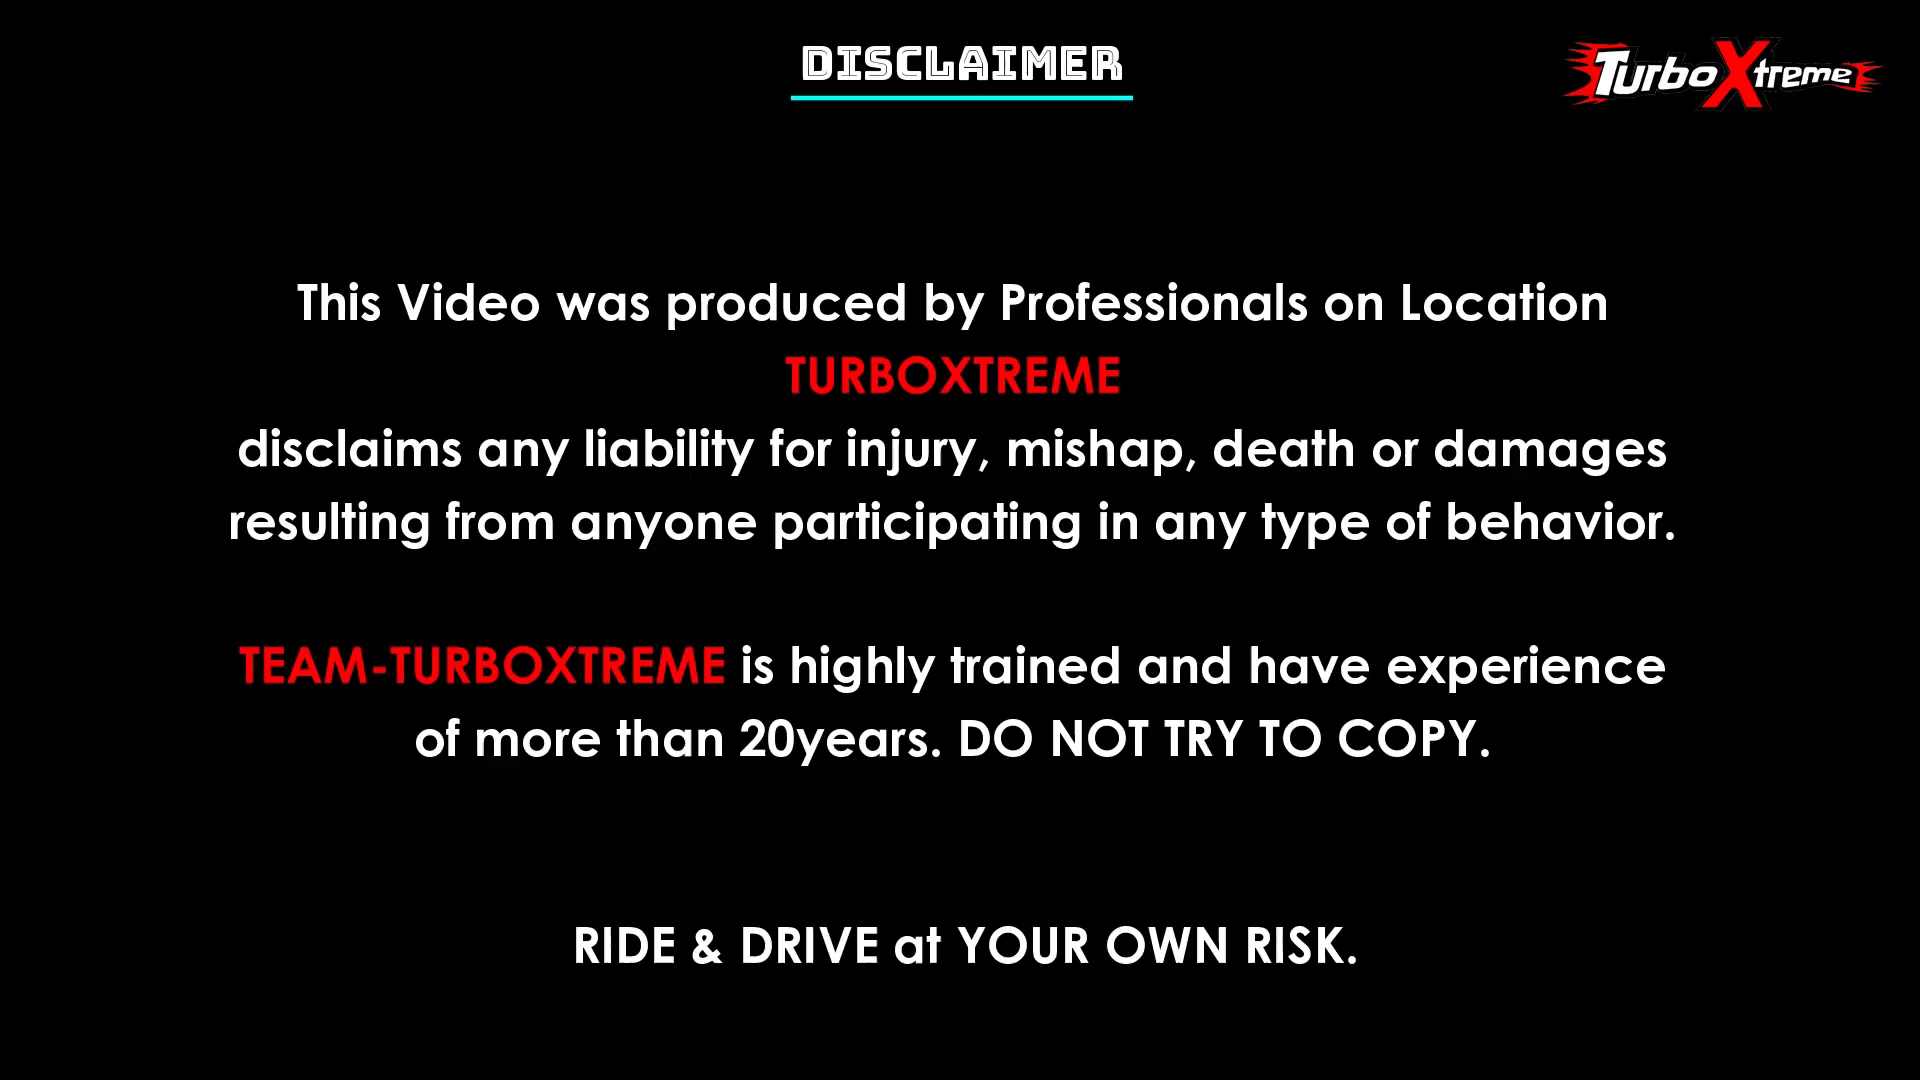 DISCLAIMER
TurboXtreme
This Video was produced by Professionals on Location
TURBOXTREME
disclaims any liability for injury, mishap, death or damages
resulting from anyone participating in any type of behavior.
TEAM-TURBOXTREME is highly trained and have experience
of more than 20years. DO NOT TRY TO COPY.
RIDE & DRIVE at YOUR OWN RISK.